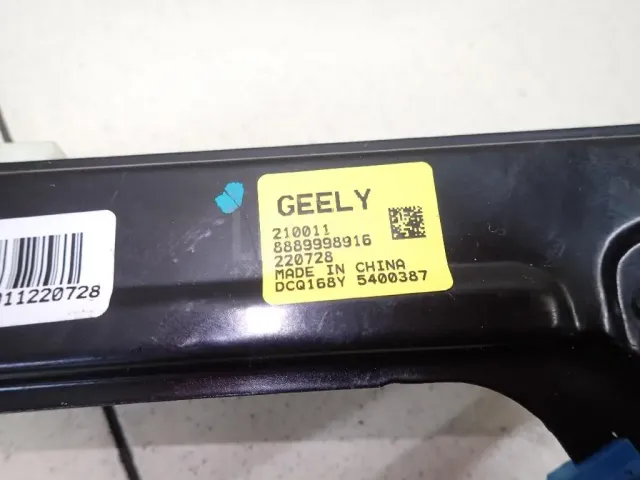 GEELY
210011
8889998916
220728
MADE IN CHINA
DCQ168Y 5400387
011220728